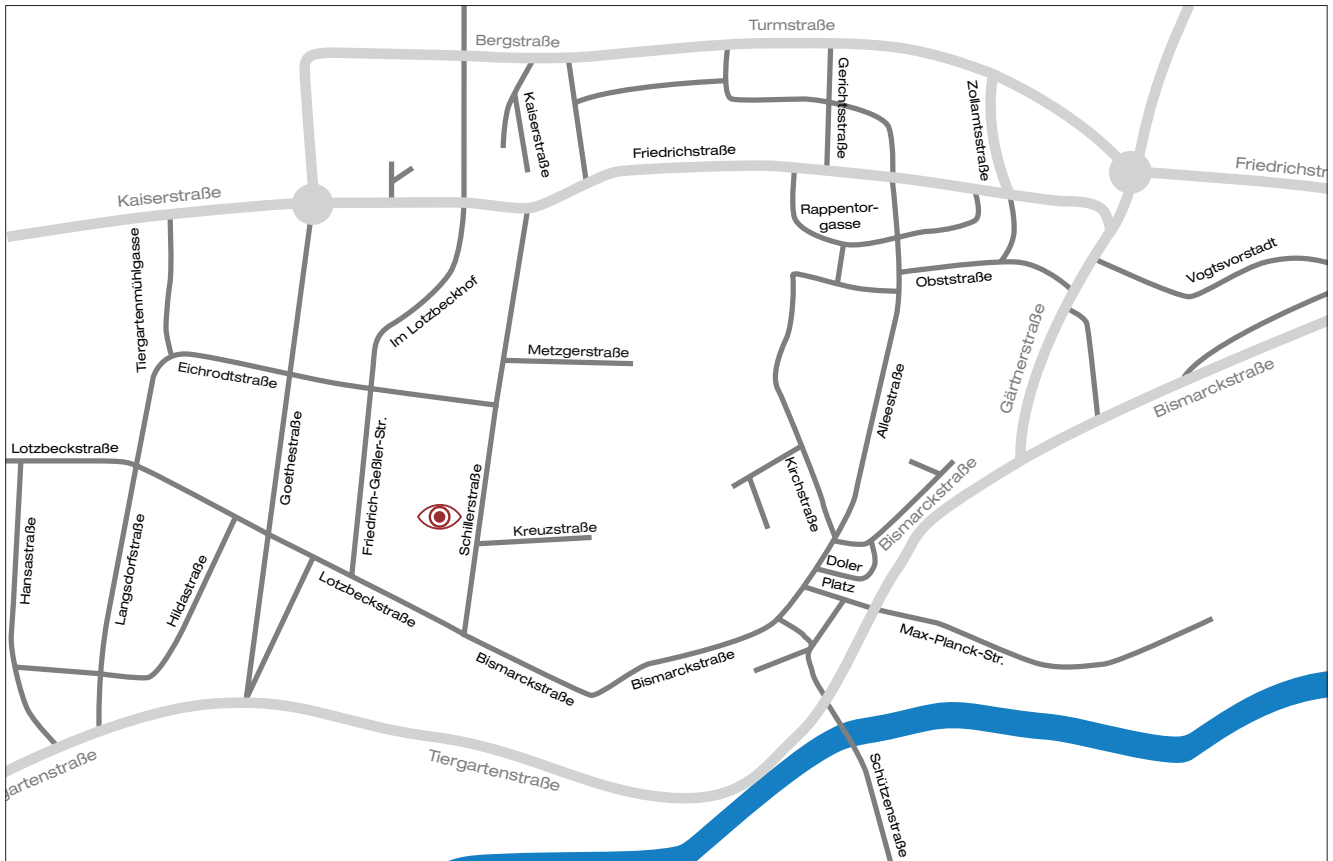 Turmstraße
Bergstraße
Kaiserstraße
Gerichtsstraße
Zollamtsstraße
Friedrichstraße
Friedrichstr
Kaiserstraße
Rappentor-
gasse
Tiergartenmühlgasse
Vogtsvorstadt
Obststraße
Im Lotzbeckhof
Gärtnerstraße
Metzgerstraße
Eichrodtstraße
Bismarckstraße
Alleestraße
Lotzbeckstraße
Goethestraße
Friedrich-Geßler-Str.
Schillerstraße
Kirchstraße
Bismarckstraße
Kreuzstraße
Hansastraße
Langsdorfstraße
Hildastraße
Doler
Platz
Lotzbeckstraße
Max-Planck-Str.
Bismarckstraße
Bismarckstraße
gartenstraße
Tiergartenstraße
Schützenstraße